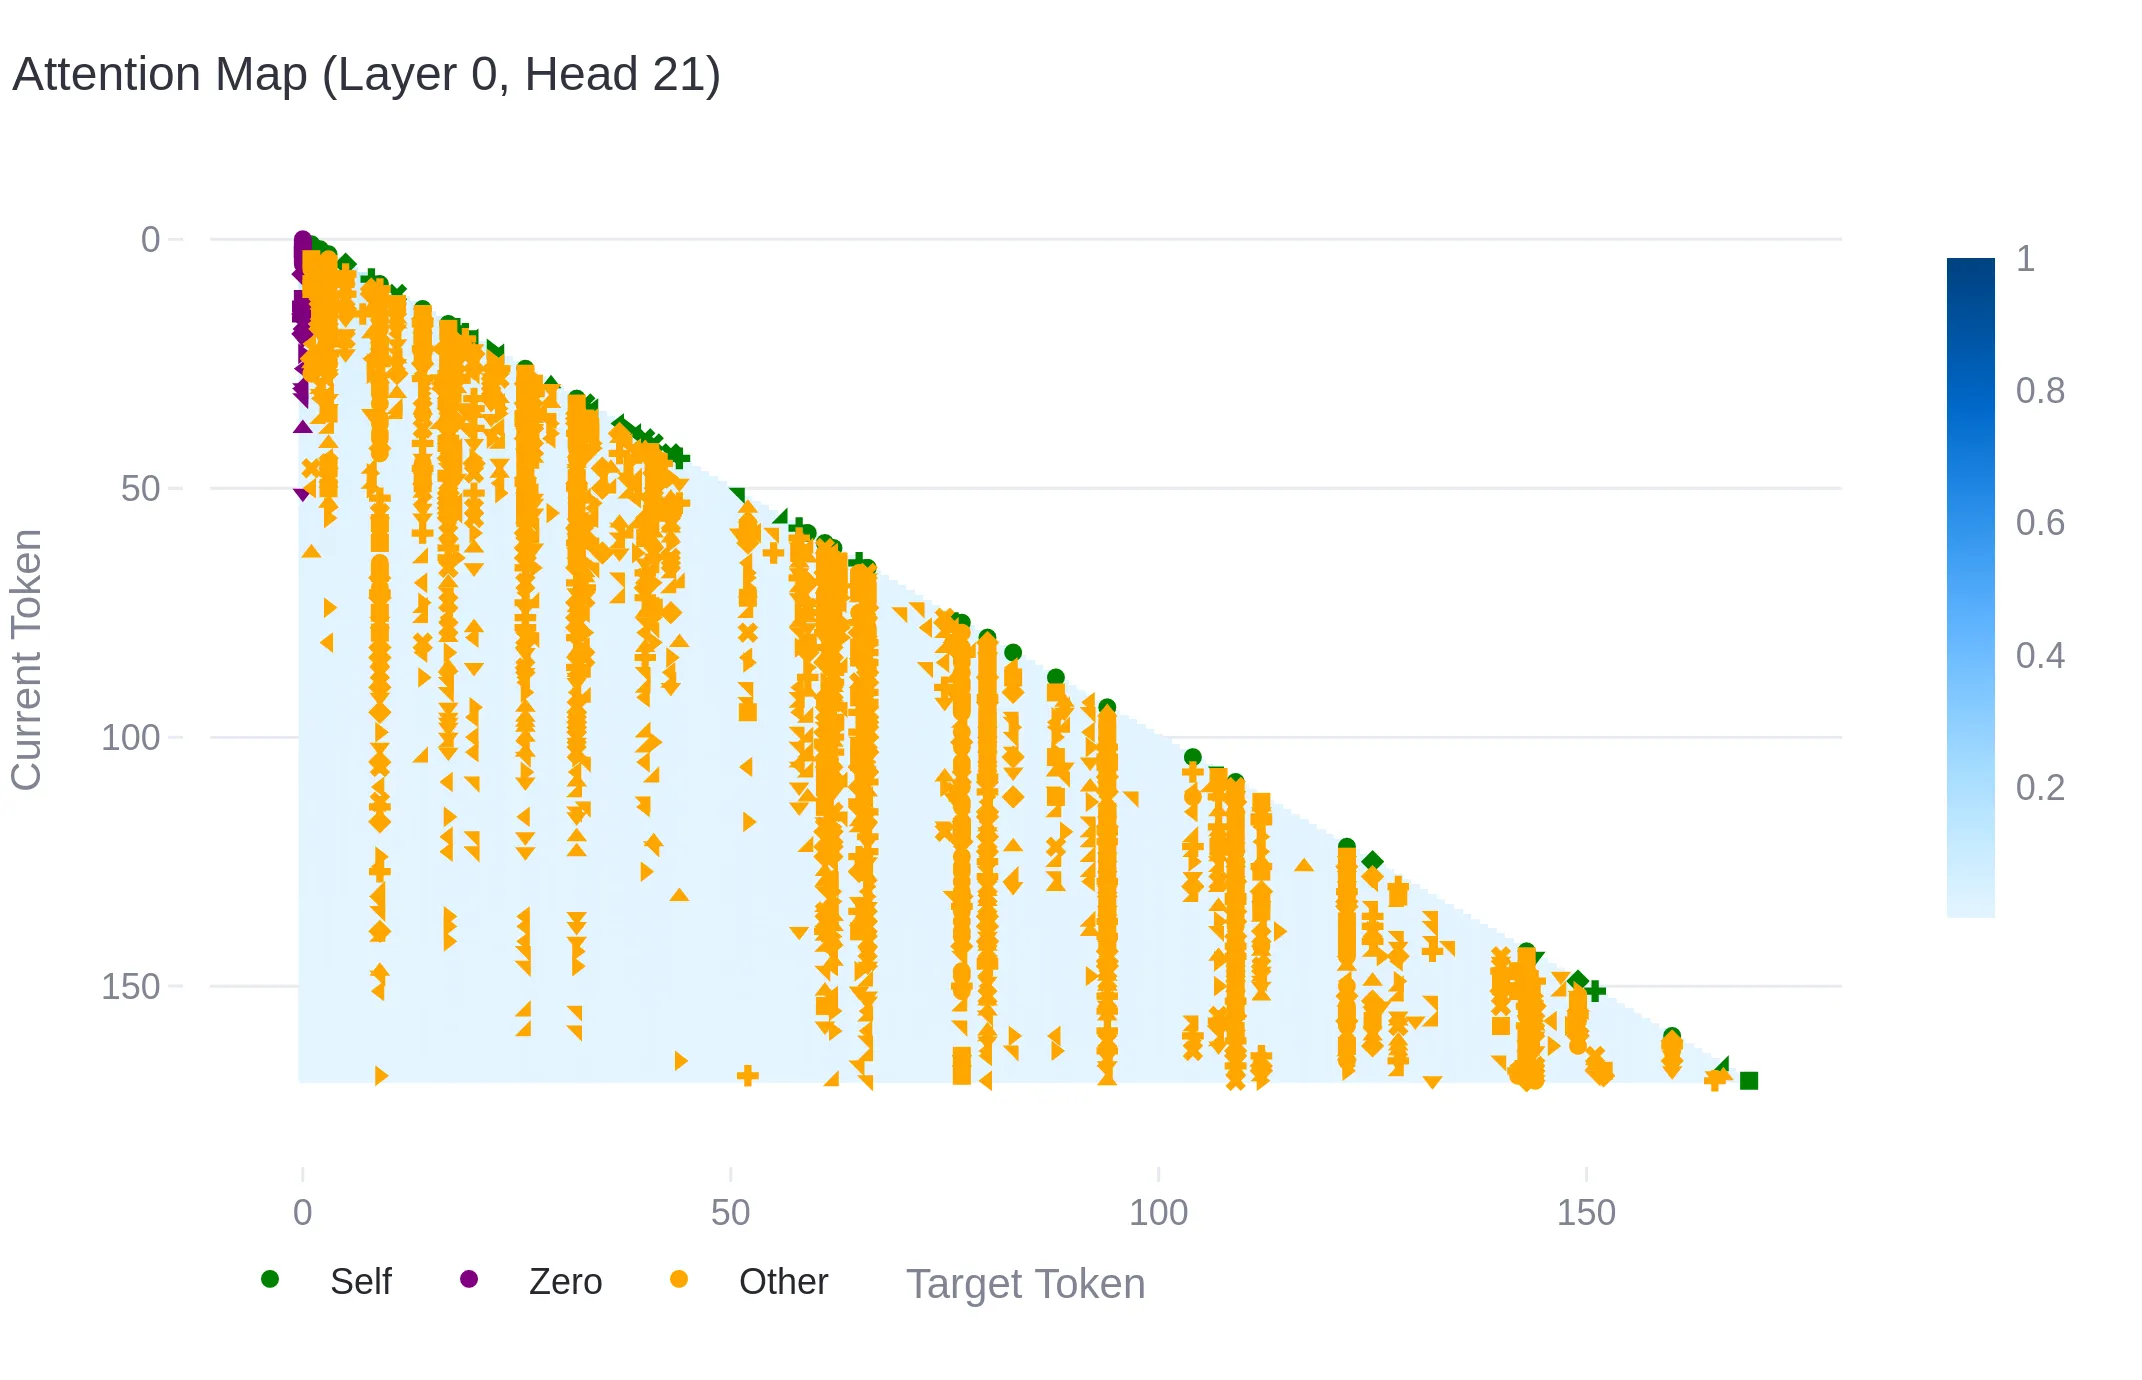 Attention Map (Layer 0, Head 21)
0
50
100
150
Current Token
1
0.8
0.6
0.4
0.2
0 50 100 150
Self Zero Other Target Token